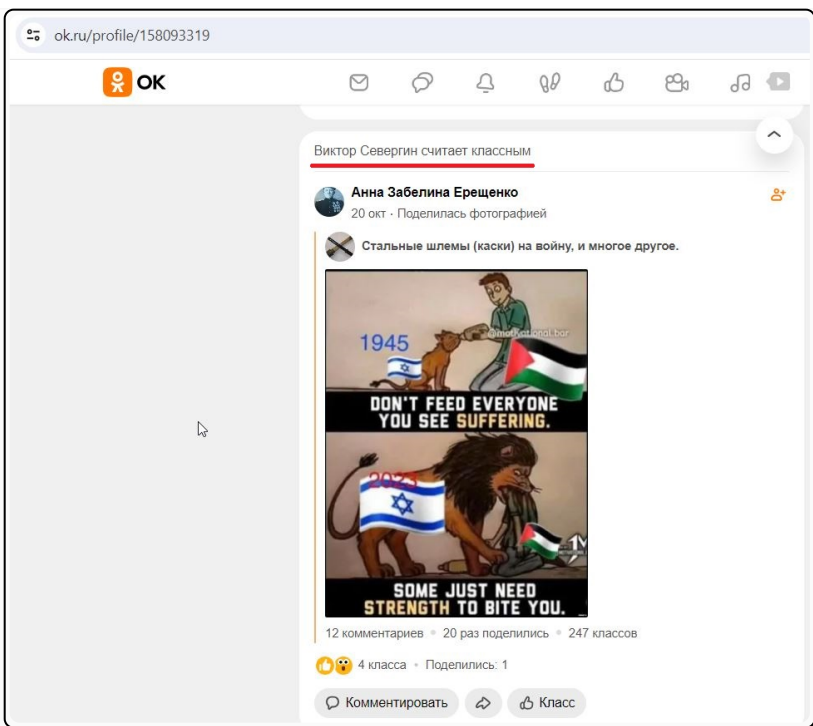 ok.ru/profile/158093319
ОК
Виктор Севергин считает классным
Анна Забелина Ерещенко
20 окт · Поделилась фотографией
Стальные шлемы (каски) на войну, и многое другое.
@motivational.bar
1945
DON'T FEED EVERYONE
YOU SEE SUFFERING.
2023
SOME JUST NEED
STRENGTH TO BITE YOU.
12 комментариев • 20 раз поделились • 247 классов
4 класса • Поделились: 1
Комментировать
Класс